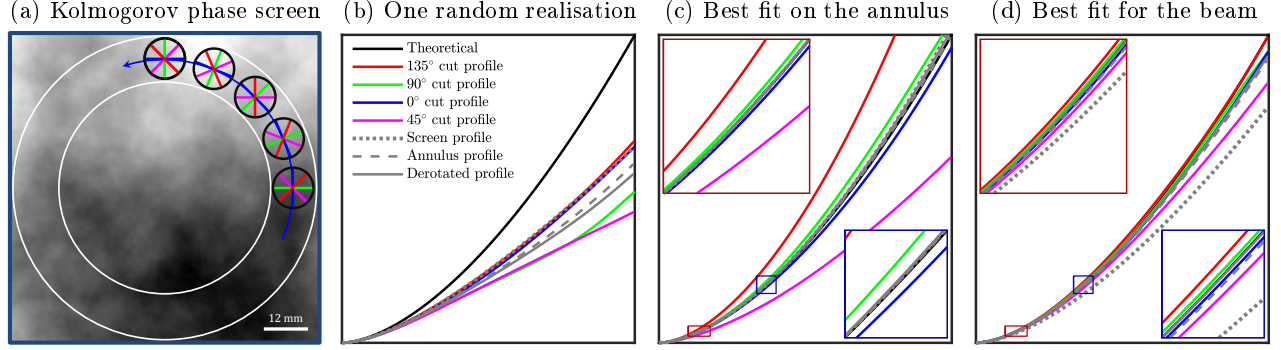 (a) Kolmogorov phase screen
12 mm
(b) One random realisation
Theoretical
135° cut profile
90° cut profile
0° cut profile
45° cut profile
Screen profile
Annulus profile
Derotated profile
(c) Best fit on the annulus
(d) Best fit for the beam